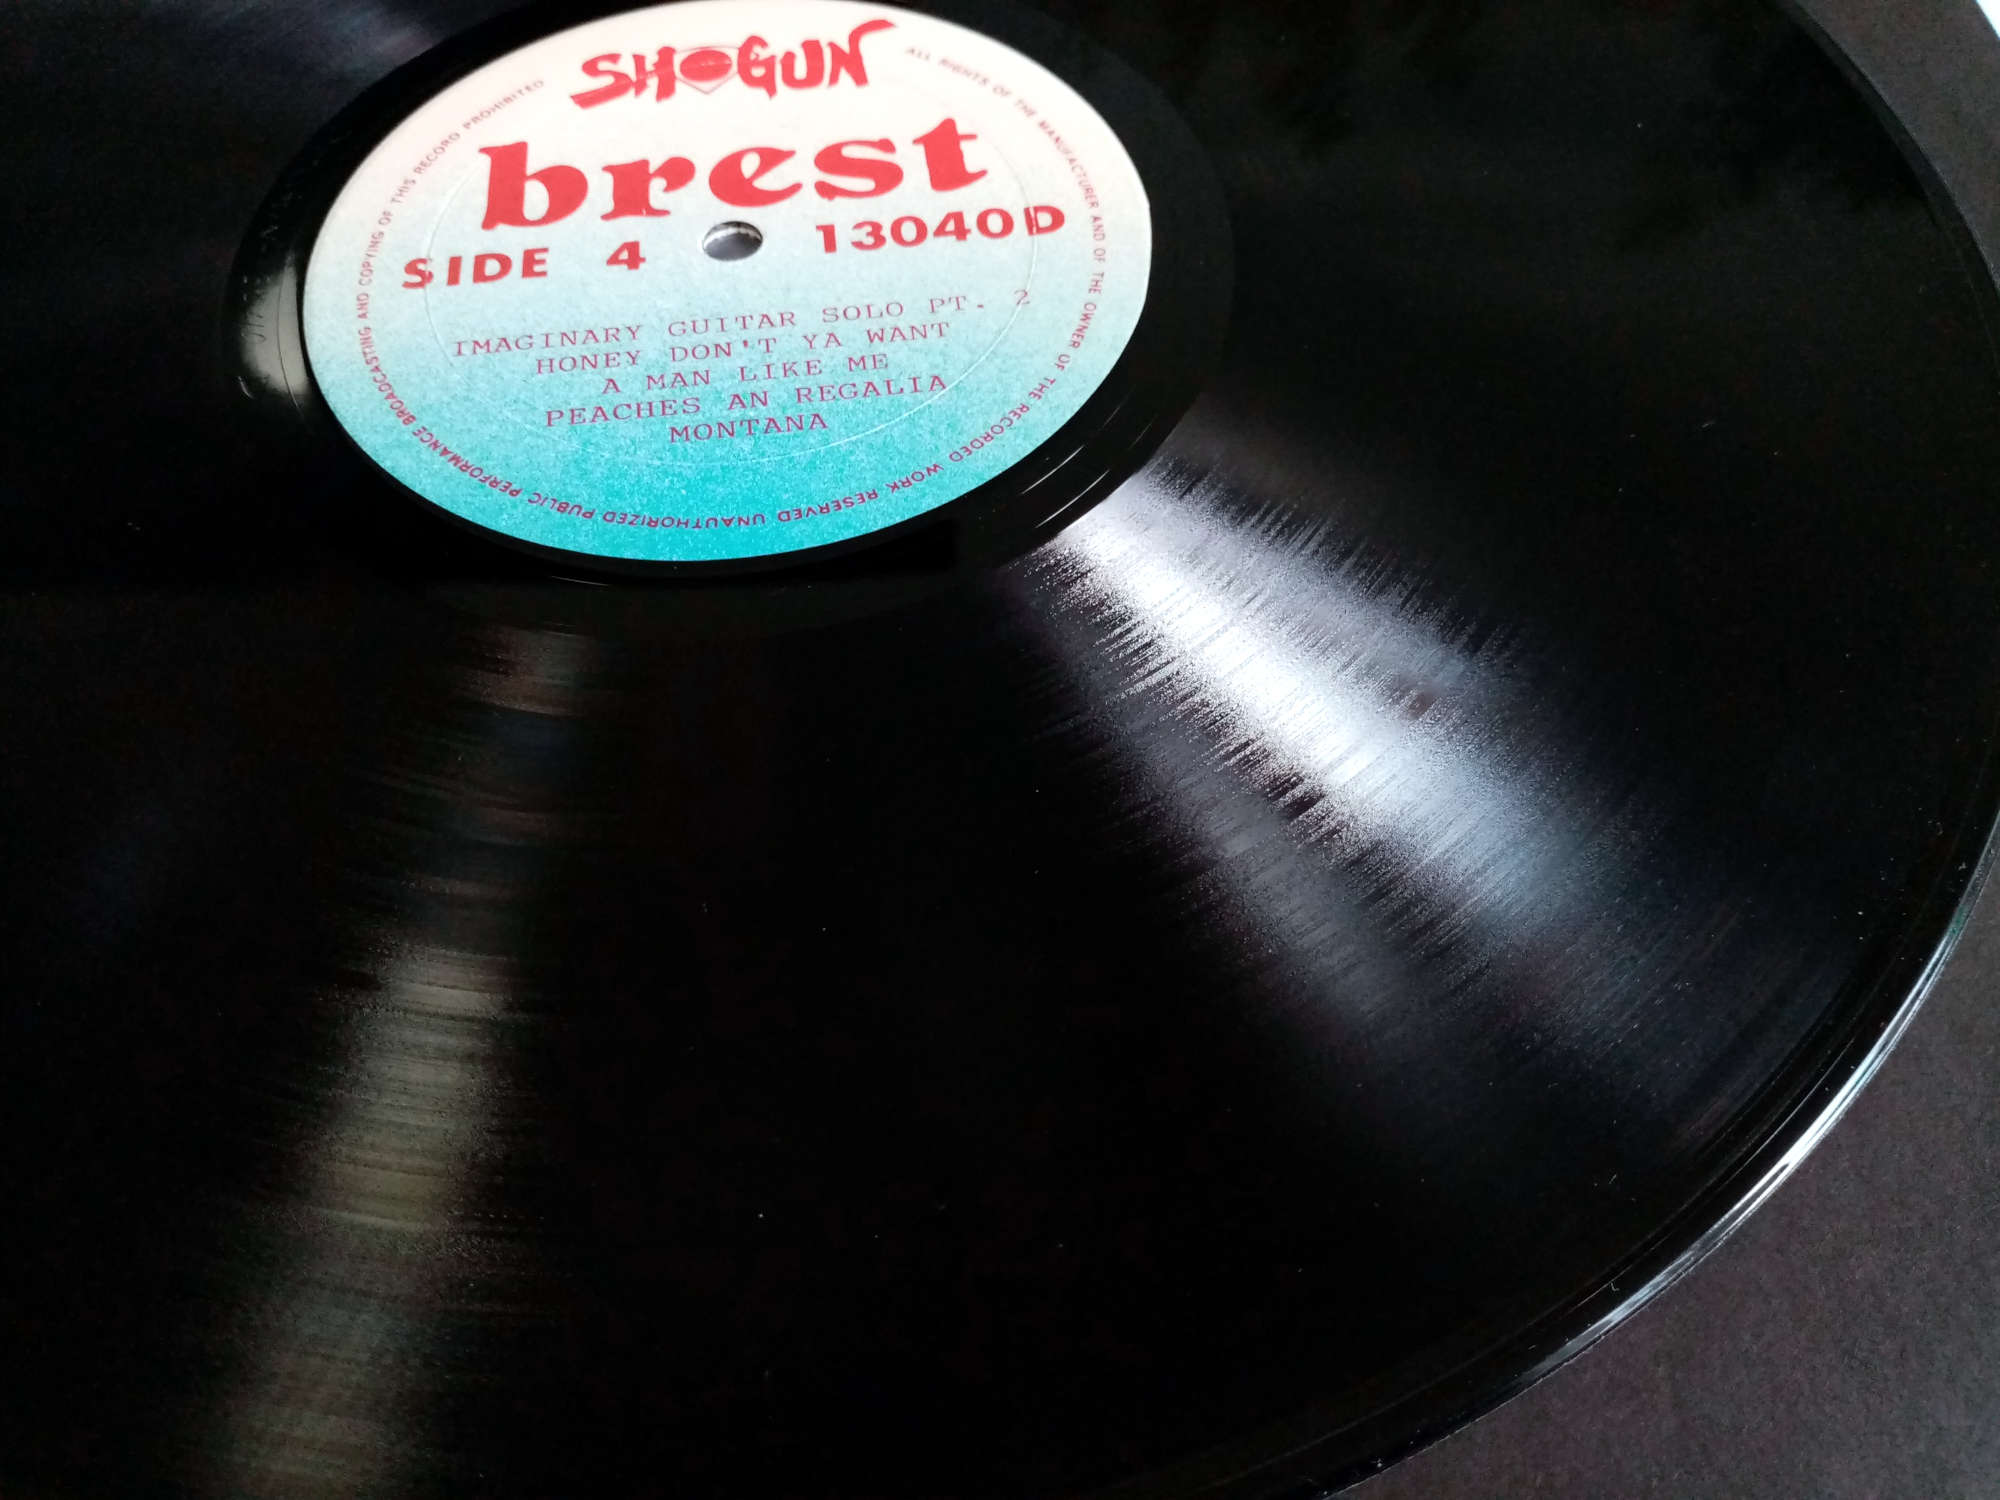 SHOGUN
brest
SIDE 4 13040D
IMAGINARY GUITAR SOLO PT. 2
HONEY DON'T YA WANT
A MAN LIKE ME
PEACHES AN REGALIA
MONTANA
ALL RIGHTS OF THE MANUFACTURER AND OF THE OWNER OF THE RECORDED WORK RESERVED UNAUTHORIZED PUBLIC PERFORMANCE BROADCASTING AND COPYING OF THIS RECORD PROHIBITED